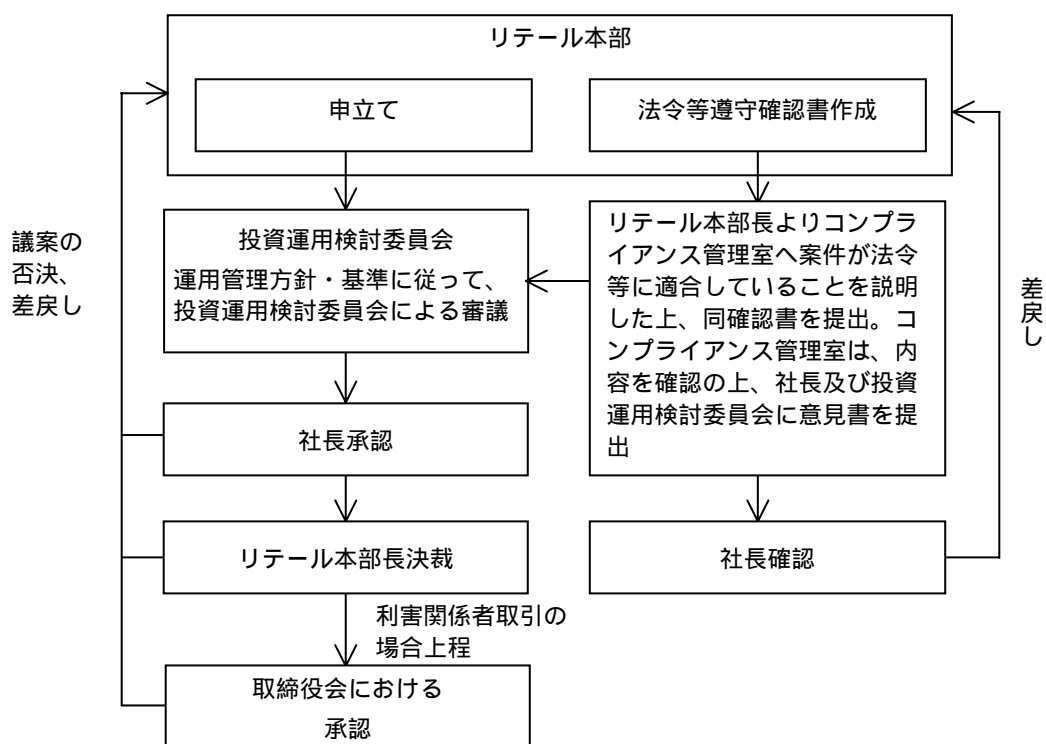 リテール本部
申立て
法令等遵守確認書作成
議案の
否決、
差戻し
投資運用検討委員会
運用管理方針・基準に従って、
投資運用検討委員会による審議
リテール本部長よりコンプラ
イアンス管理室へ案件が法令
等に適合していることを説明
した上、同確認書を提出。コ
ンプライアンス管理室は、内
容を確認の上、社長及び投資
運用検討委員会に意見書を提
出
差戻し
社長承認
リテール本部長決裁
社長確認
利害関係者取引の
場合上程
取締役会における
承認